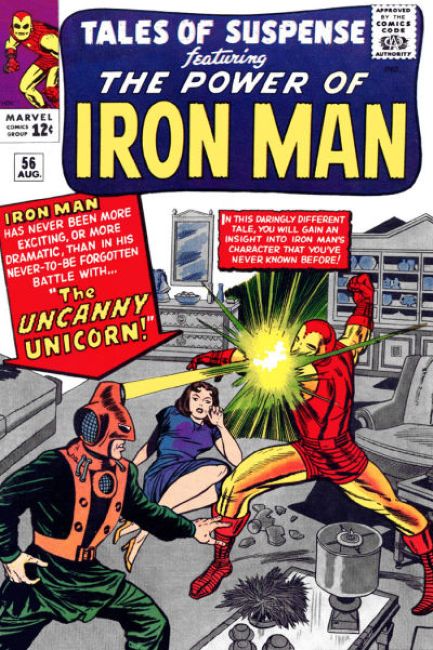 TALES OF SUSPENSE
featuring
THE POWER OF
IRON MAN
APPROVED
BY THE
COMICS
CODE
AUTHORITY
MARVEL
COMICS
GROUP 12¢
56
AUG.
IRON MAN
HAS NEVER BEEN MORE
EXCITING, OR MORE
DRAMATIC, THAN IN HIS
NEVER-TO-BE FORGOTTEN
BATTLE WITH...
"The
UNCANNY
UNICORN!"
IN THIS DARINGLY DIFFERENT
TALE, YOU WILL GAIN AN
INSIGHT INTO IRON MAN'S
CHARACTER THAT YOU'VE
NEVER KNOWN BEFORE!